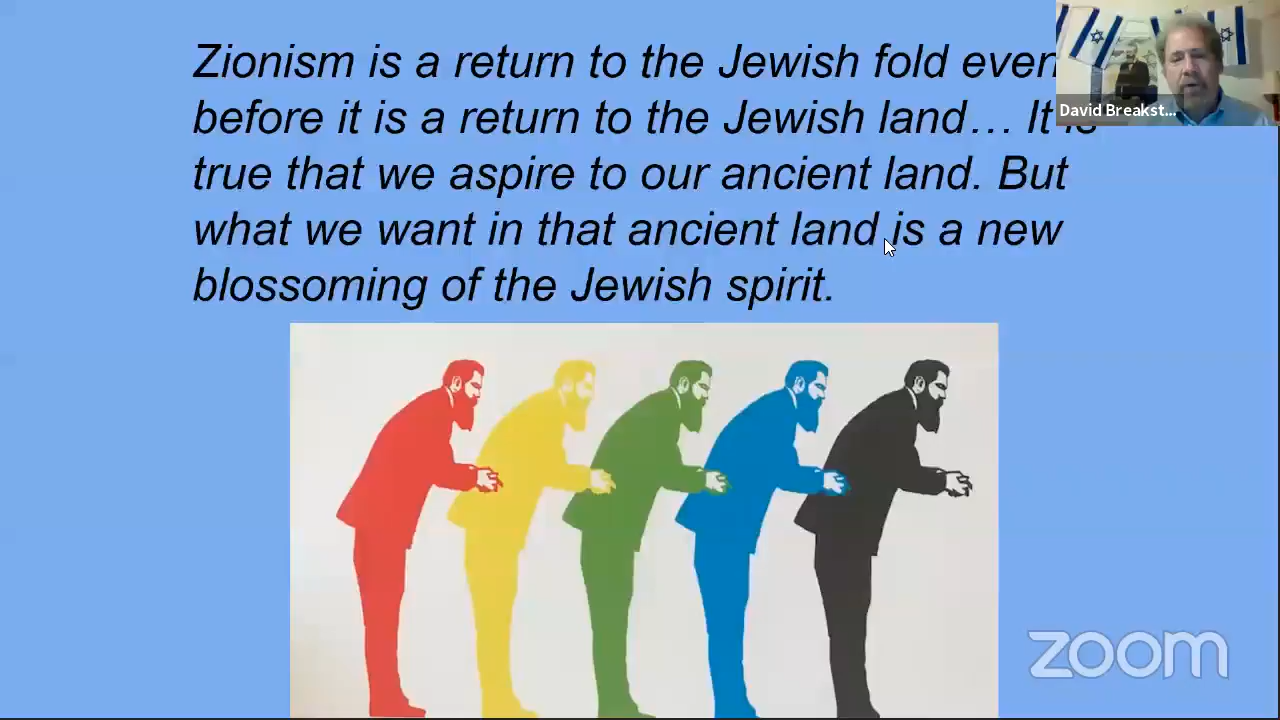 Zionism is a return to the Jewish fold even
before it is a return to the Jewish land… It is
true that we aspire to our ancient land. But
what we want in that ancient land is a new
blossoming of the Jewish spirit.
David Breakst...
zoom